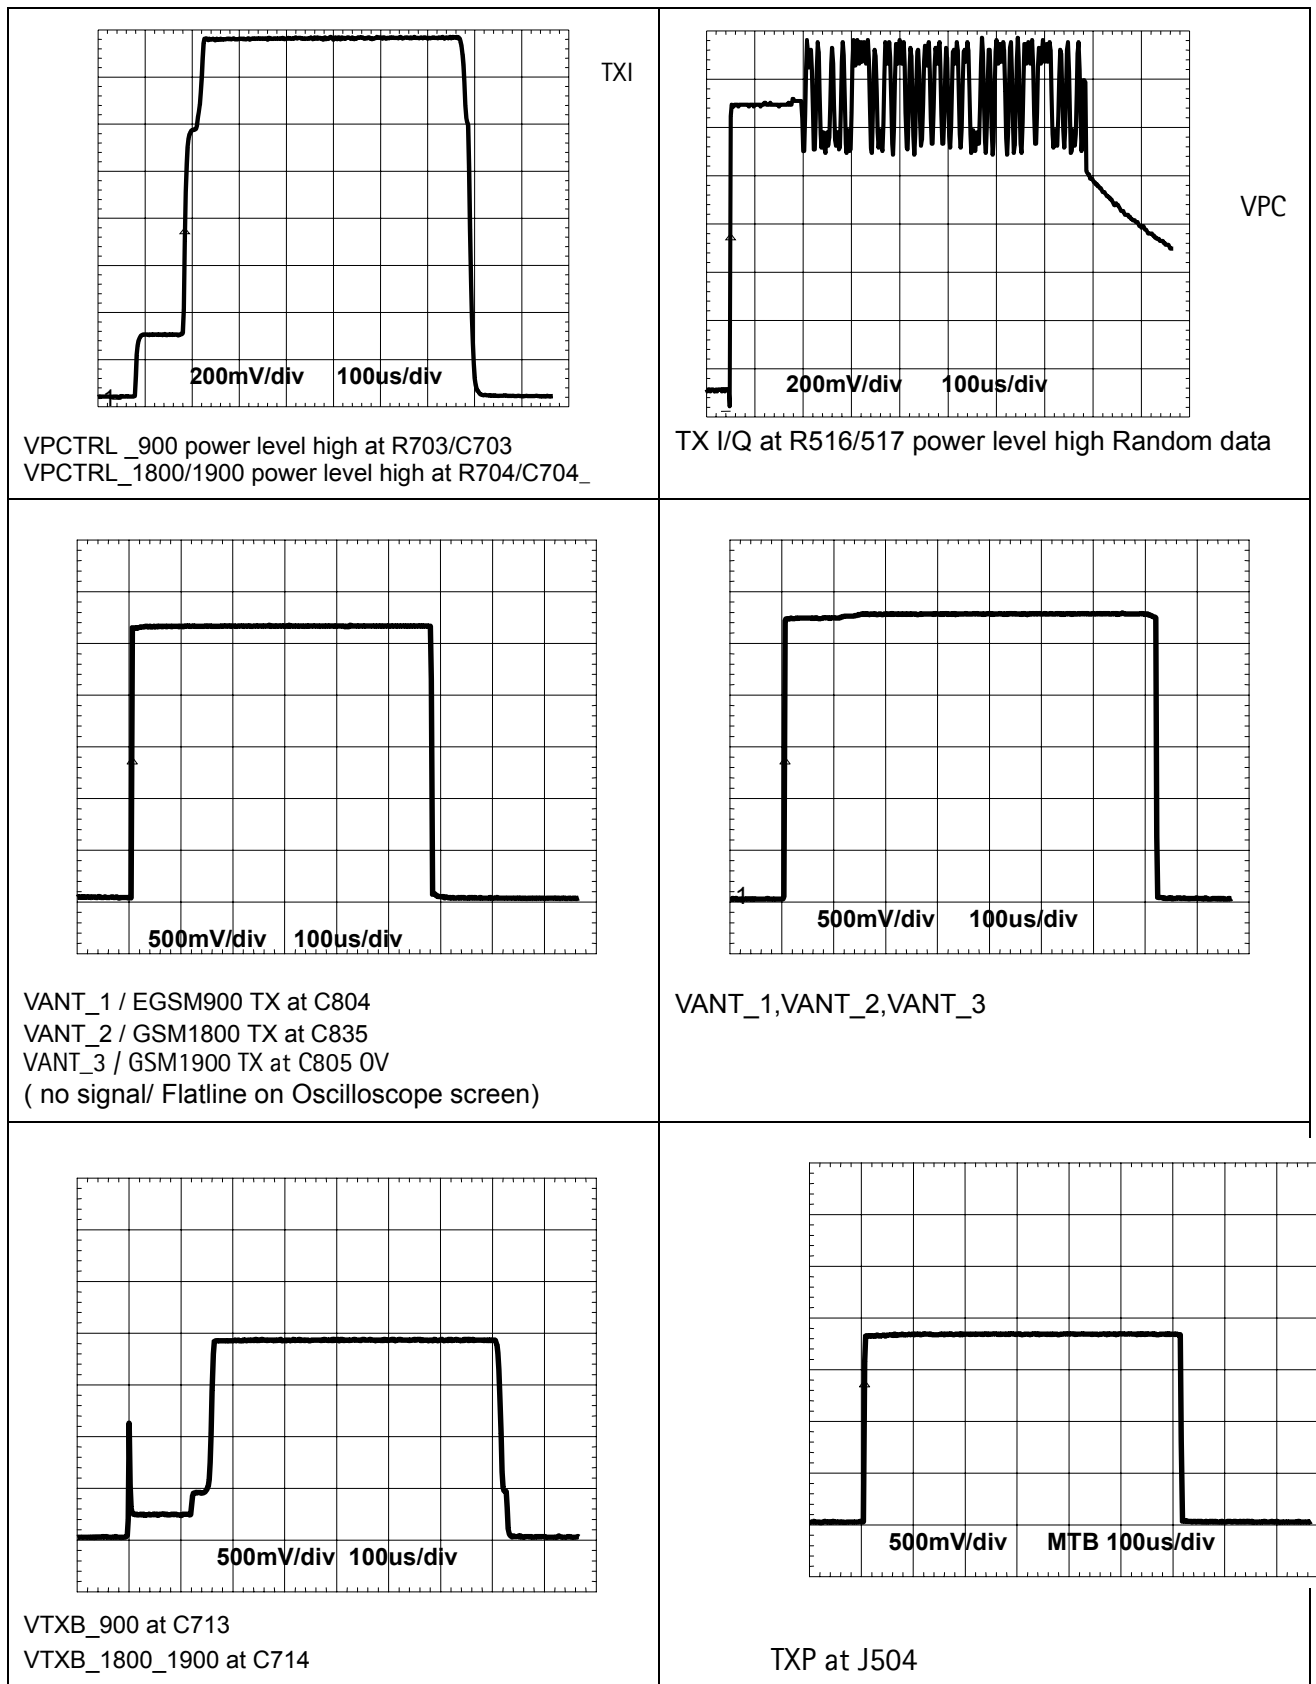 TXI
200mV/div 100us/div
VPCTRL _900 power level high at R703/C703
VPCTRL_1800/1900 power level high at R704/C704_
VPC
200mV/div 100us/div
TX I/Q at R516/517 power level high Random data
500mV/div 100us/div
VANT_1 / EGSM900 TX at C804
VANT_2 / GSM1800 TX at C835
VANT_3 / GSM1900 TX at C805 0V
( no signal/ Flatline on Oscilloscope screen)
1
500mV/div 100us/div
VANT_1,VANT_2,VANT_3
500mV/div 100us/div
VTXB_900 at C713
VTXB_1800_1900 at C714
500mV/div MTB 100us/div
TXP at J504